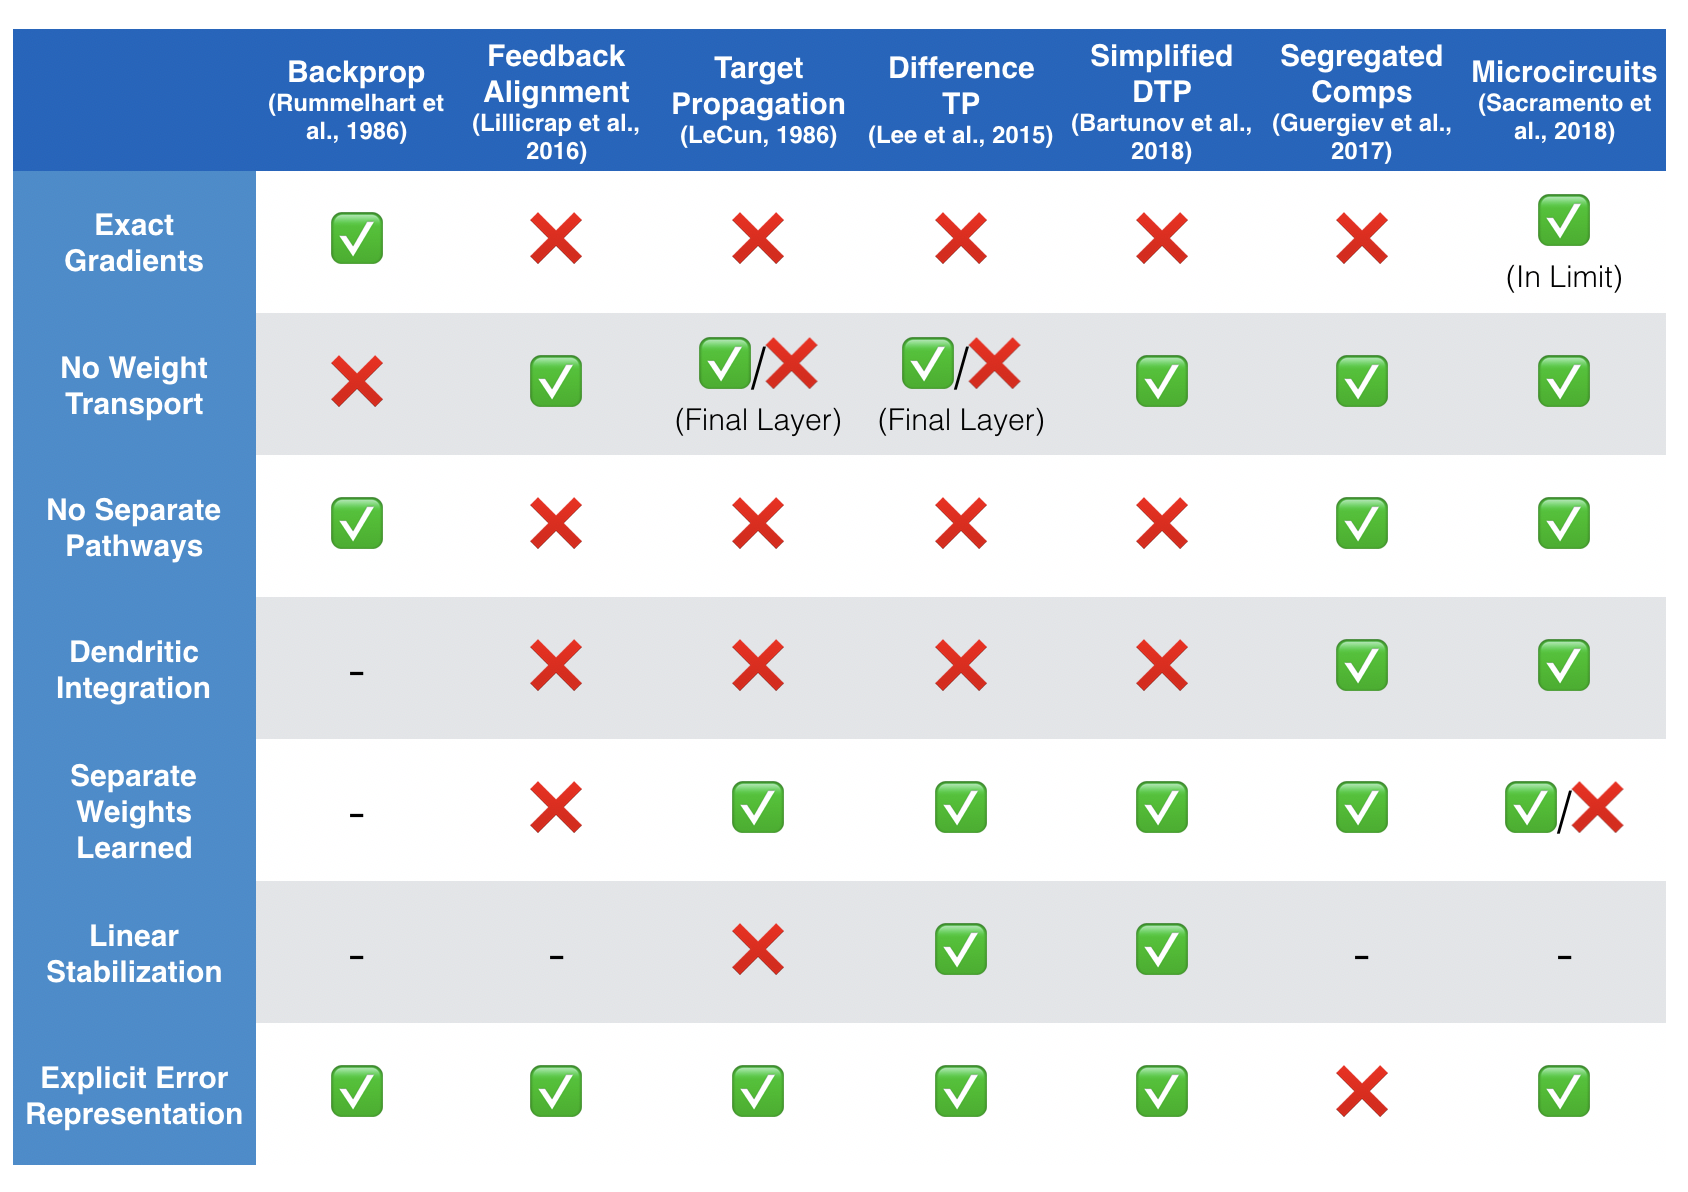 Backprop
(Rummelhart et
al., 1986)
Feedback
Alignment
(Lillicrap et al.,
2016)
Target
Propagation
(LeCun, 1986)
Difference
TP
(Lee et al., 2015)
Simplified
DTP
(Bartunov et al.,
2018)
Segregated
Comps
(Guergiev et al.,
2017)
Microcircuits
(Sacramento et
al., 2018)
Exact
Gradients
✅ ❌ ❌ ❌ ❌ ❌ ✅
(In Limit)
No Weight
Transport
❌ ✅ ✅/❌ ✅/❌ ✅ ✅ ✅
(Final Layer) (Final Layer)
No Separate
Pathways
✅ ❌ ❌ ❌ ❌ ✅ ✅
Dendritic
Integration
- ❌ ❌ ❌ ❌ ✅ ✅
Separate
Weights
Learned
- ❌ ✅ ✅ ✅ ✅ ✅/❌
Linear
Stabilization
- - ❌ ✅ ✅ - -
Explicit Error
Representation
✅ ✅ ✅ ✅ ✅ ❌ ✅